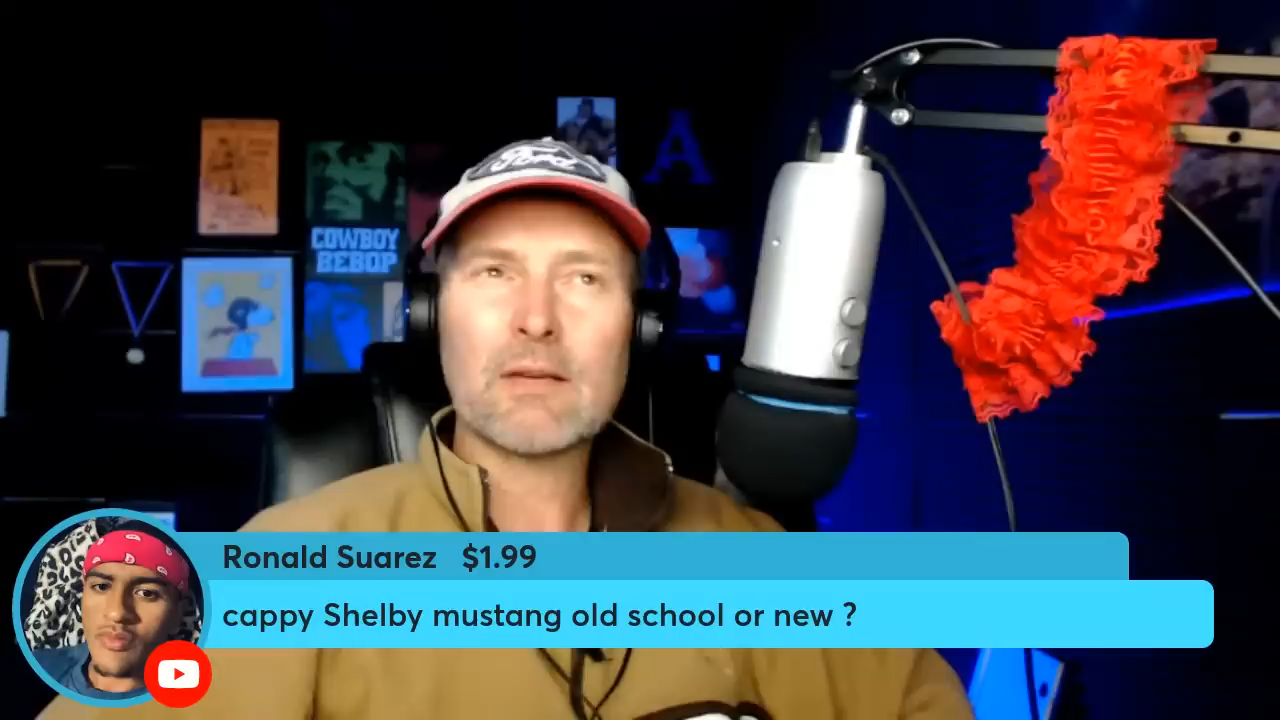 Ford
A
COWBOY
BEBOP
Ronald Suarez $1.99
cappy Shelby mustang old school or new ?